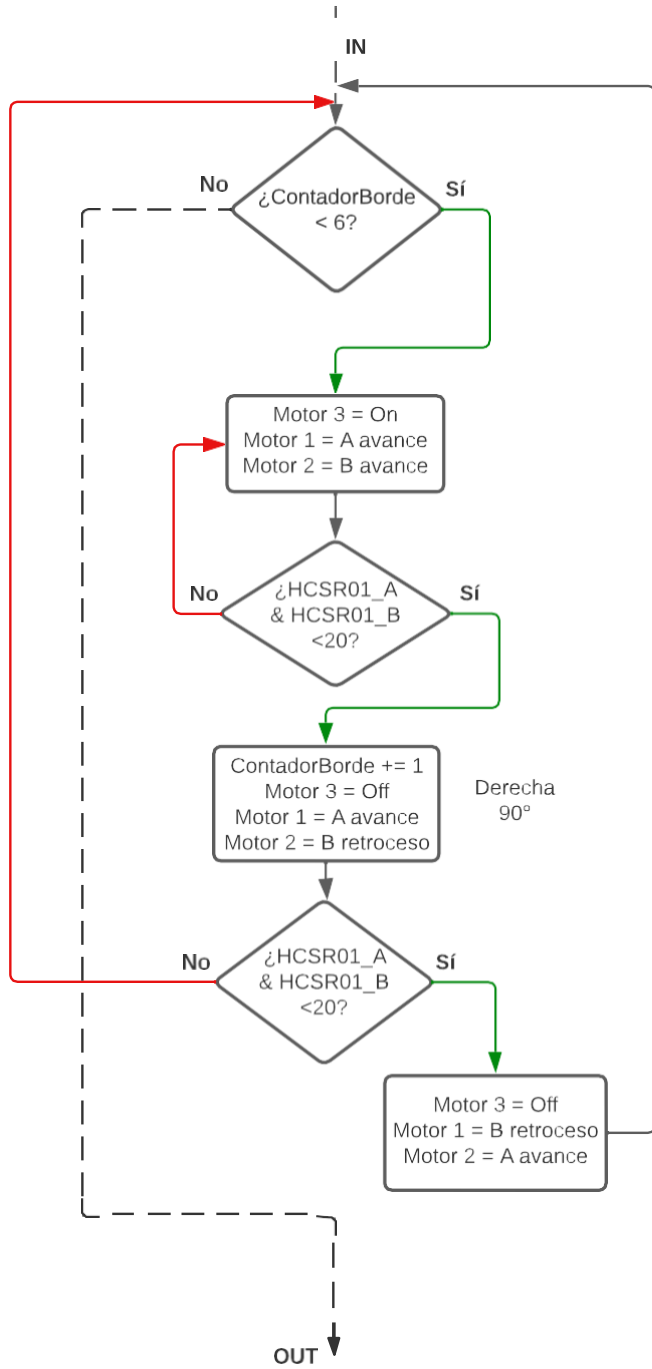 IN
No
Sí
¿ContadorBorde
< 6?
Motor 3 = On
Motor 1 = A avance
Motor 2 = B avance
No
Sí
¿HCSR01_A
& HCSR01_B
<20?
ContadorBorde += 1
Motor 3 = Off
Motor 1 = A avance
Motor 2 = B retroceso
Derecha
90°
No
Sí
¿HCSR01_A
& HCSR01_B
<20?
Motor 3 = Off
Motor 1 = B retroceso
Motor 2 = A avance
OUT